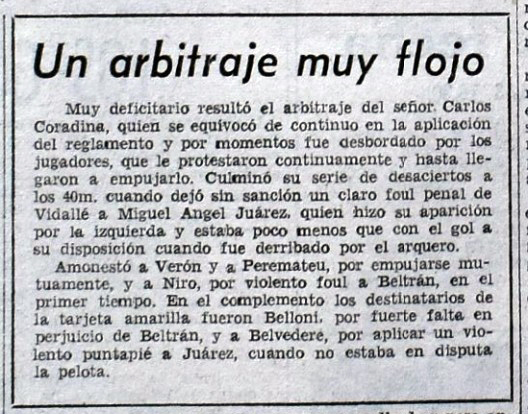 Un arbitraje muy flojo
Muy deficitario resultó el arbitraje del señor Carlos
Coradina, quien se equivocó de continuo en la aplicación
del reglamento y por momentos fue desbordado por los
jugadores, que le protestaron continuamente y hasta lle-
garon a empujarlo. Culminó su serie de desaciertos a
los 40m. cuando dejó sin sanción un claro foul penal de
Vidallé a Miguel Angel Juárez, quien hizo su aparición
por la izquierda y estaba poco menos que con el gol a
su disposición cuando fue derribado por el arquero.
Amonestó a Verón y a Peremateu, por empujarse mu-
tuamente, y a Niro, por violento foul a Beltrán, en el
primer tiempo. En el complemento los destinatarios de
la tarjeta amarilla fueron Belloni. por fuerte falta en
perjuicio de Beltrán, y a Belvedere, por aplicar un vio-
lento puntapié a Juárez, cuando no estaba en disputa
la pelota.